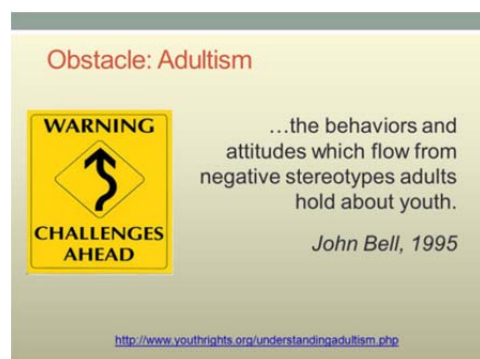 Obstacle: Adultism
WARNING
CHALLENGES
AHEAD
…the behaviors and
attitudes which flow from
negative stereotypes adults
hold about youth.
John Bell, 1995
http://www.youthrights.org/understandingadultism.php